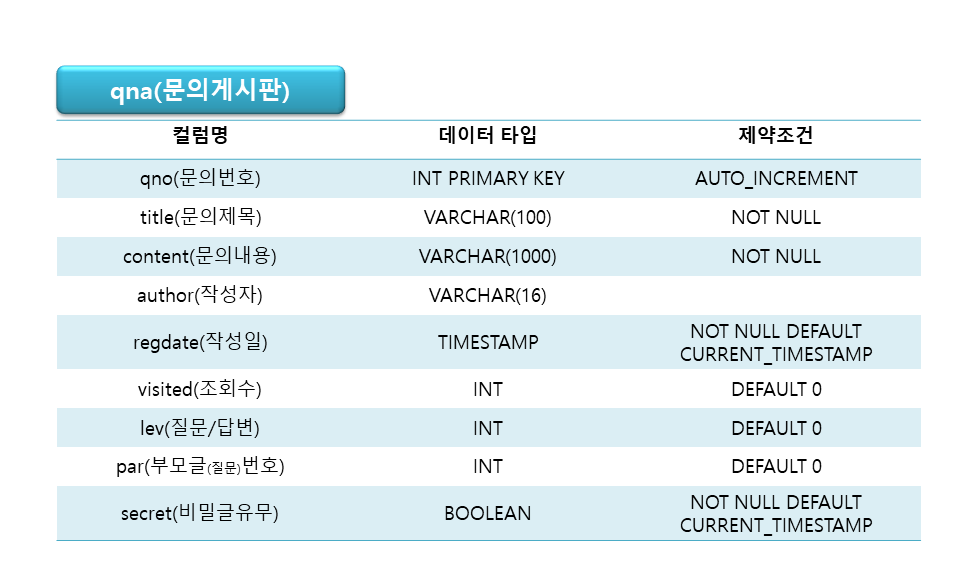 qna(문의게시판)
컬럼명 데이터 타입 제약조건
qno(문의번호) INT PRIMARY KEY AUTO_INCREMENT
title(문의제목) VARCHAR(100) NOT NULL
content(문의내용) VARCHAR(1000) NOT NULL
author(작성자) VARCHAR(16)
regdate(작성일) TIMESTAMP NOT NULL DEFAULT
CURRENT_TIMESTAMP
visited(조회수) INT DEFAULT 0
lev(질문/답변) INT DEFAULT 0
par(부모글(질문)번호) INT DEFAULT 0
secret(비밀글유무) BOOLEAN NOT NULL DEFAULT
CURRENT_TIMESTAMP